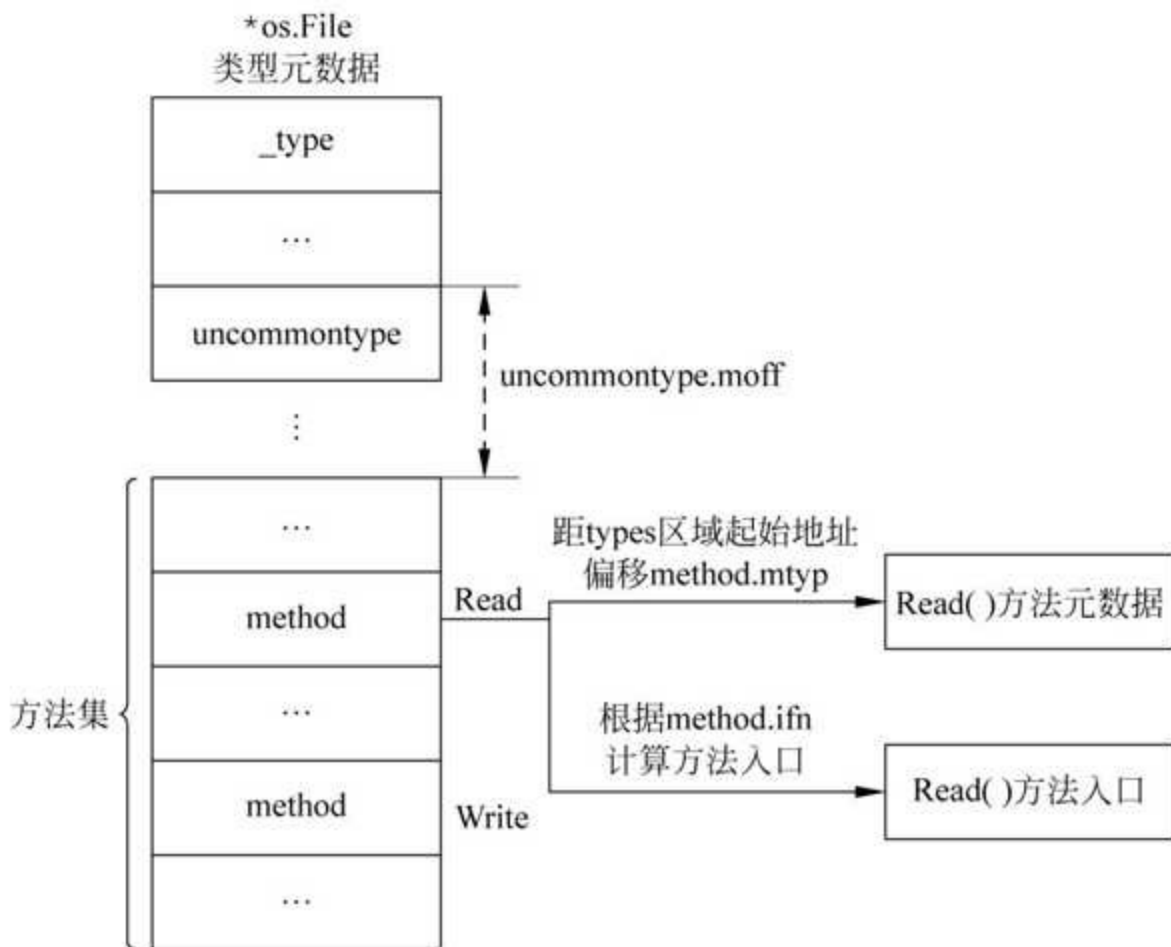 *os.File
类型元数据
_type
…
uncommontype
uncommontype.moff
⋮
…
距types区域起始地址
偏移method.mtyp
method
Read
Read( )方法元数据
方法集
…
根据method.ifn
计算方法入口
method
Write
Read( )方法入口
…